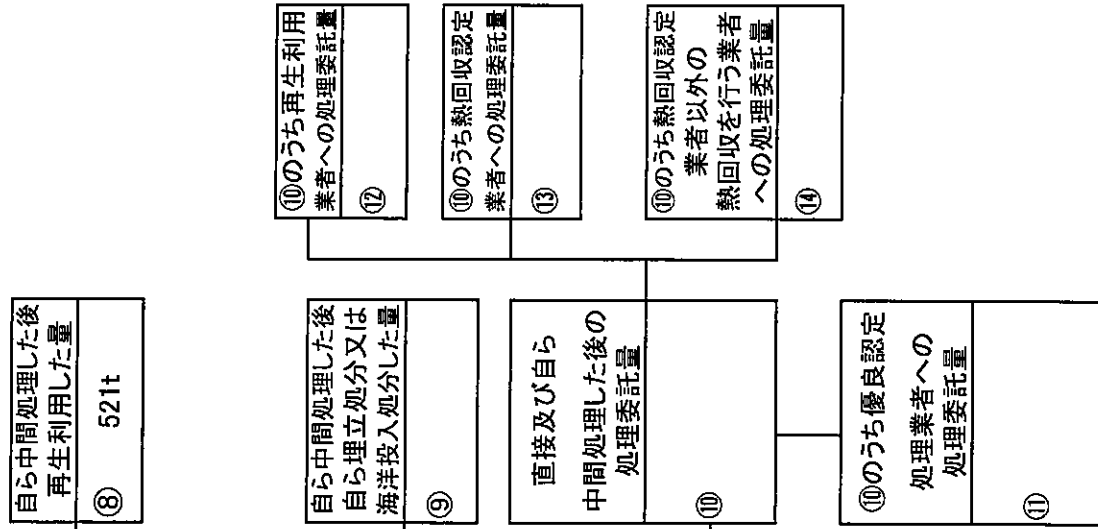 自ら中間処理した後
再生利用した量
⑧ 521t
自ら中間処理した後
自ら埋立処分又は
海洋投入処分した量
⑨
直接及び自ら
中間処理した後の
処理委託量
⑩
⑩のうち優良認定
処理業者への
処理委託量
⑪
⑩のうち再生利用
業者への処理委託量
⑫
⑩のうち熱回収認定
業者への処理委託量
⑬
⑩のうち熱回収認定
業者以外の
熱回収を行う業者
への処理委託量
⑭